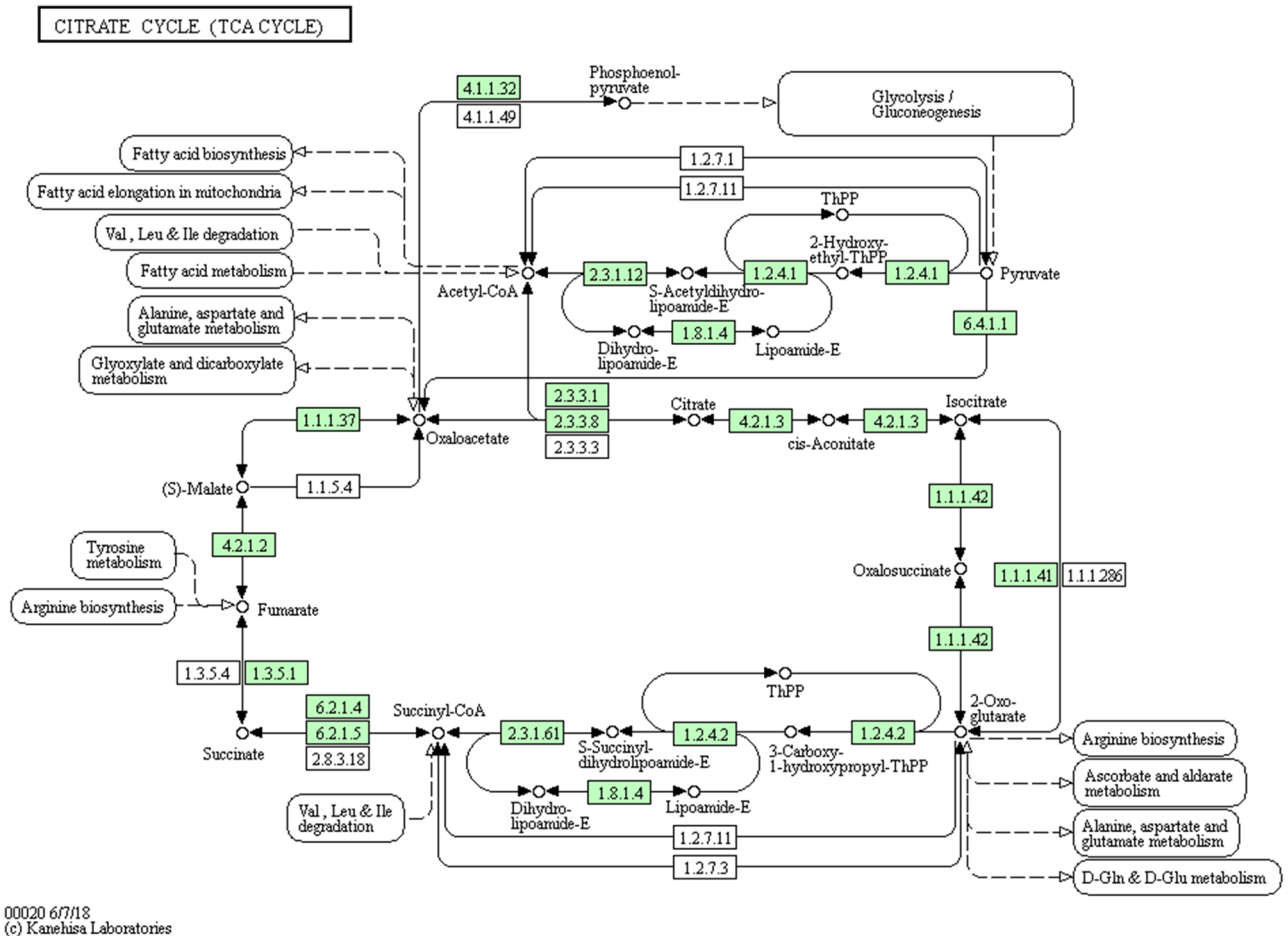 CITRATE CYCLE (TCA CYCLE)
Phosphoenol-
pyruvate
4.1.1.32
4.1.1.49
Glycolysis /
Gluconeogenesis
Fatty acid biosynthesis
Fatty acid elongation in mitochondria
Val , Leu & Ile degradation
Fatty acid metabolism
Alanine, aspartate and
glutamate metabolism
Glyoxylate and dicarboxylate
metabolism
1.2.7.1
1.2.7.11
ThPP
2-Hydroxy-
ethyl-ThPP
Acetyl-CoA
2.3.1.12
S-Acetyldihydro-
lipoamide-E
1.2.4.1
1.2.4.1
Pyruvate
Dihydro-
lipoamide-E
1.8.1.4
Lipoamide-E
6.4.1.1
1.1.1.37
Oxaloacetate
2.3.3.1
2.3.3.8
2.3.3.3
Citrate
4.2.1.3
cis-Aconitate
4.2.1.3
Isocitrate
(S)-Malate
1.1.5.4
1.1.1.42
4.2.1.2
Tyrosine
metabolism
Arginine biosynthesis
Fumarate
Oxalosuccinate
1.1.1.41
1.1.1.286
1.1.1.42
1.3.5.4
1.3.5.1
ThPP
6.2.1.4
6.2.1.5
2.8.3.18
Succinate
Succinyl-CoA
2.3.1.61
S-Succinyl-
dihydrolipoamide-E
1.2.4.2
3-Carboxy-
1-hydroxypropyl-ThPP
1.2.4.2
2-Oxo-
glutarate
Dihydro-
lipoamide-E
1.8.1.4
Lipoamide-E
Val , Leu & Ile
degradation
1.2.7.11
1.2.7.3
Arginine biosynthesis
Ascorbate and aldarate
metabolism
Alanine, aspartate and
glutamate metabolism
D-Gln & D-Glu metabolism
00020 6/7/18
(c) Kanehisa Laboratories